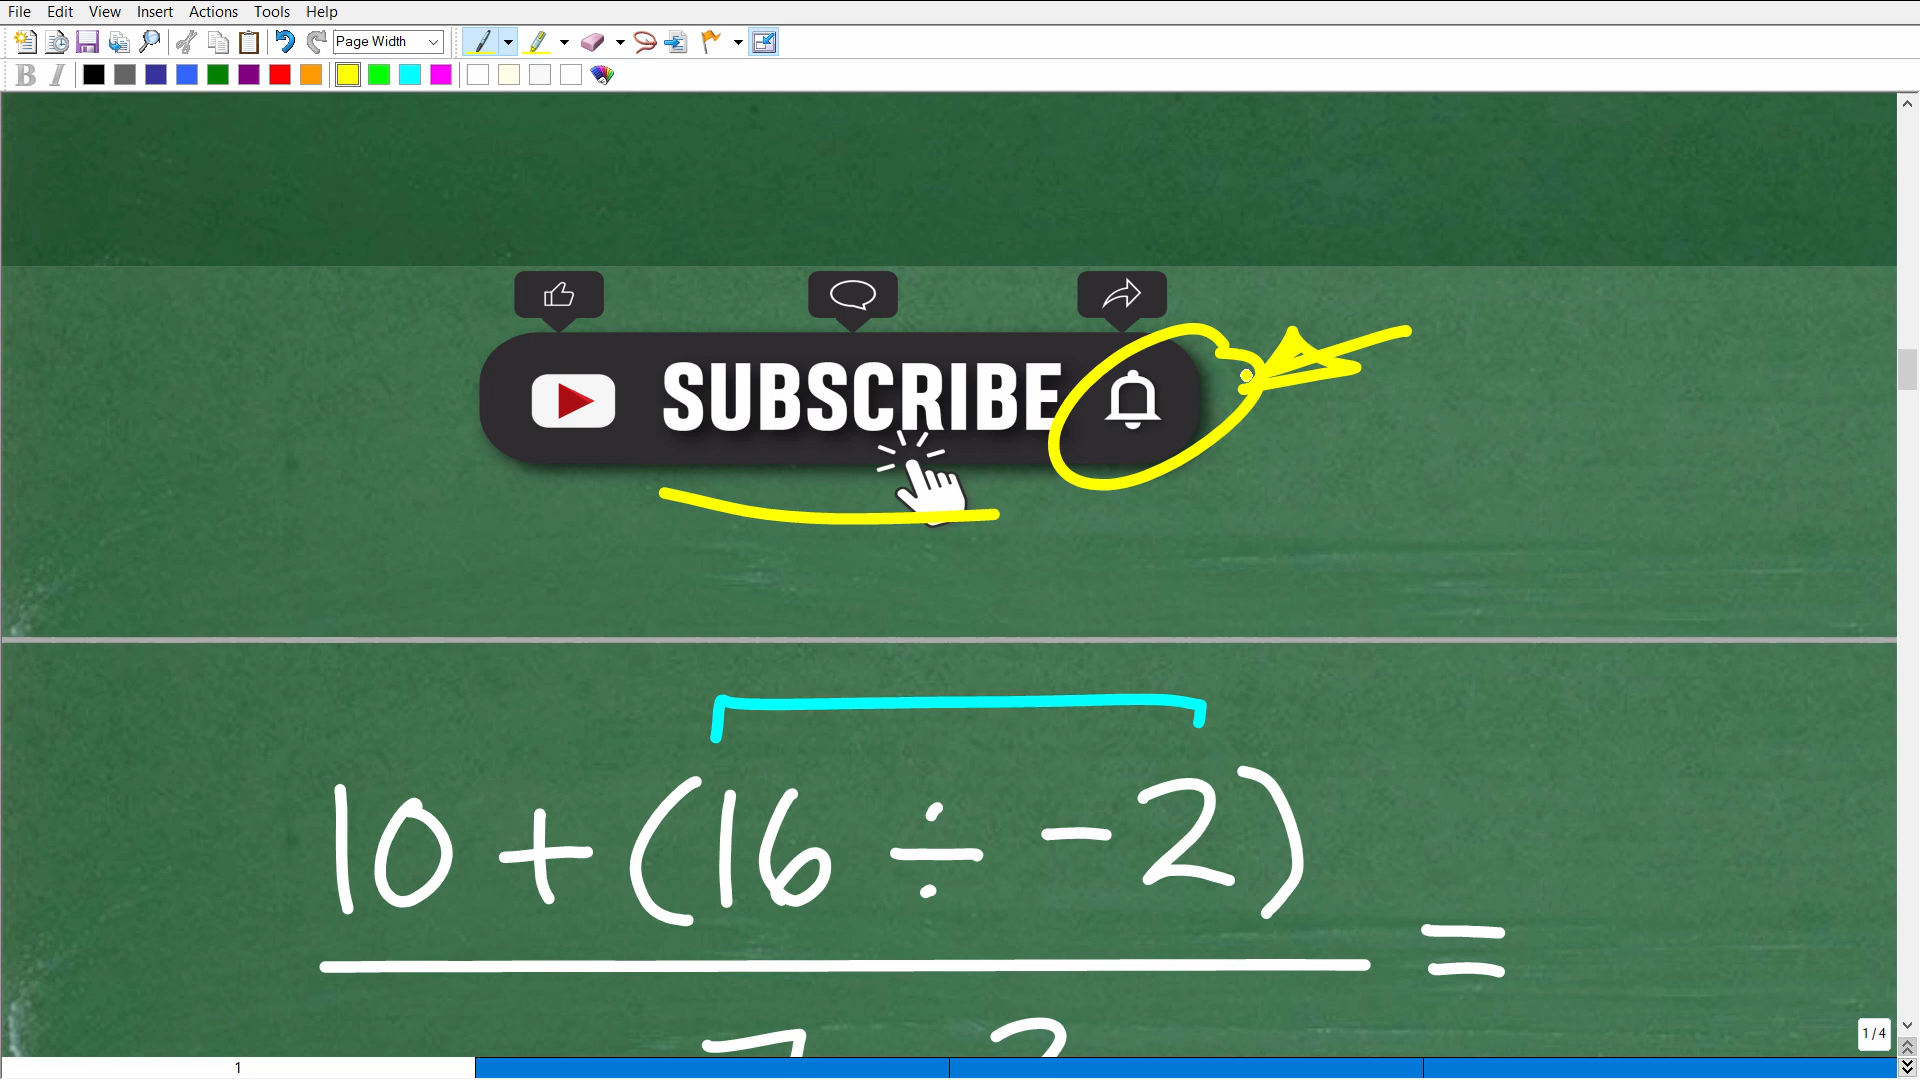 File Edit View Insert Actions Tools Help
Page Width
B I
SUBSCRIBE
10 + (16 ÷ -2)
=
1 / 4
1